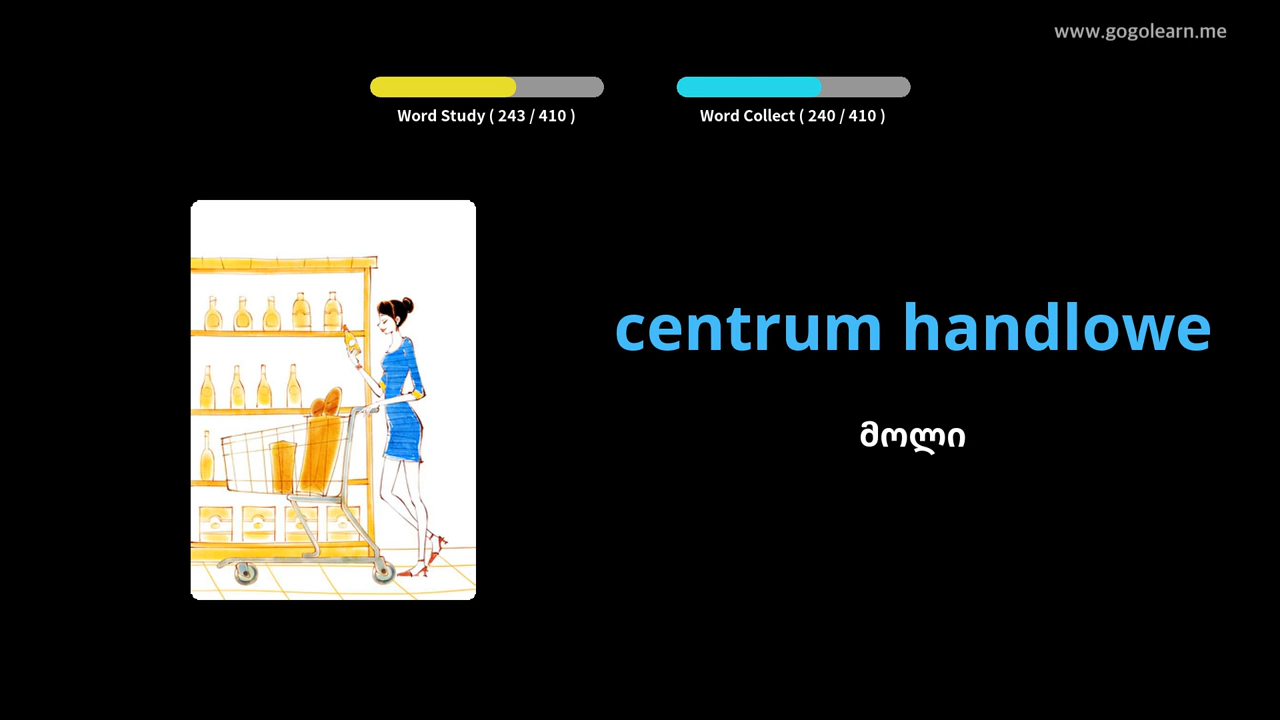 www.gogolearn.me
Word Study ( 243 / 410 )
Word Collect ( 240 / 410 )
centrum handlowe
მოლი